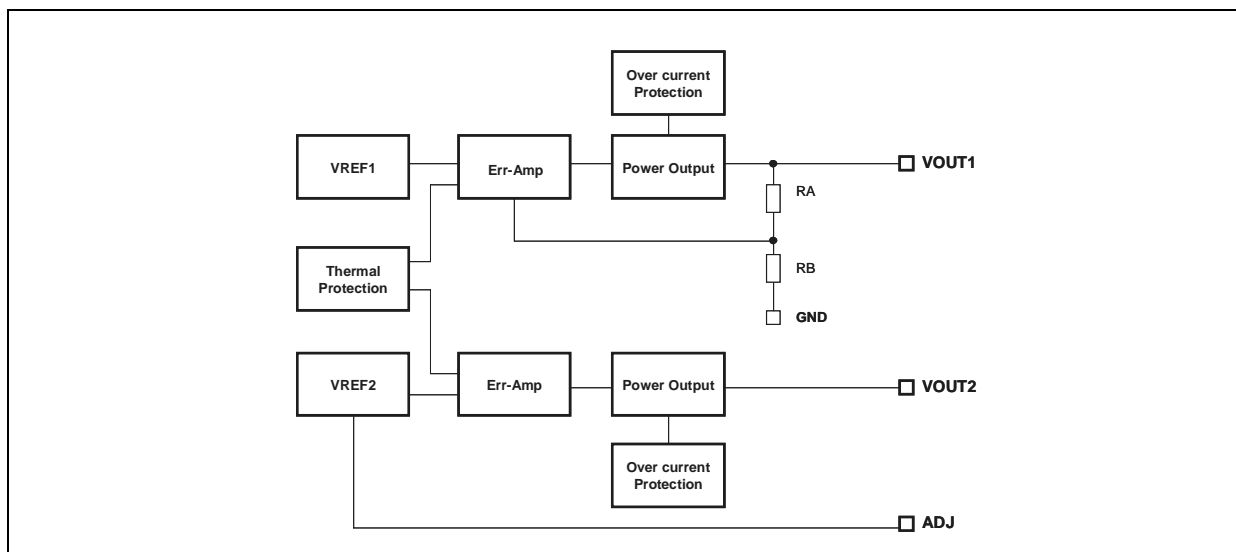 Over current
Protection
VREF1
Err-Amp
Power Output
VOUT1
RA
Thermal
Protection
RB
GND
VREF2
Err-Amp
Power Output
VOUT2
Over current
Protection
ADJ